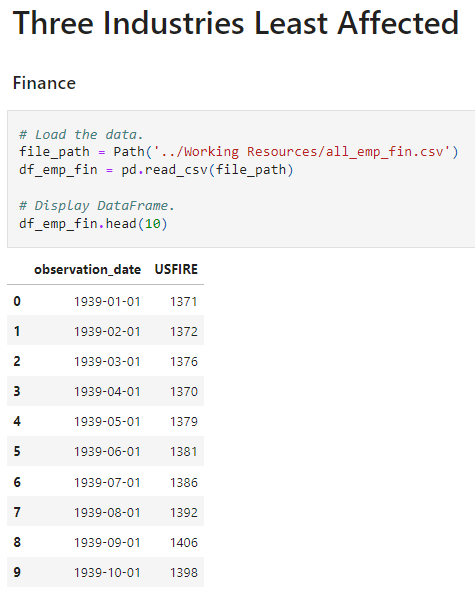 Three Industries Least Affected
Finance
# Load the data.
file_path = Path('../Working Resources/all_emp_fin.csv')
df_emp_fin = pd.read_csv(file_path)
# Display DataFrame.
df_emp_fin.head(10)
observation_date USFIRE
0 1939-01-01 1371
1 1939-02-01 1372
2 1939-03-01 1376
3 1939-04-01 1370
4 1939-05-01 1379
5 1939-06-01 1381
6 1939-07-01 1386
7 1939-08-01 1392
8 1939-09-01 1406
9 1939-10-01 1398